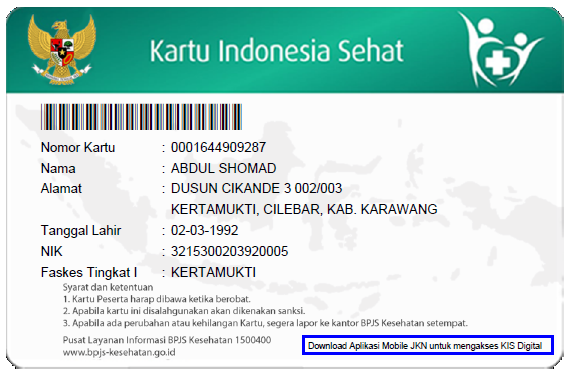 Kartu Indonesia Sehat
Nomor Kartu : 0001644909287
Nama : ABDUL SHOMAD
Alamat : DUSUN CIKANDE 3 002/003
KERTAMUKTI, CILEBAR, KAB. KARAWANG
Tanggal Lahir : 02-03-1992
NIK : 3215300203920005
Faskes Tingkat I : KERTAMUKTI
Syarat dan ketentuan
1. Kartu Peserta harap dibawa ketika berobat.
2. Apabila kartu ini disalahgunakan akan dikenakan sanksi.
3. Apabila ada perubahan atau kehilangan Kartu, segera lapor ke kantor BPJS Kesehatan setempat.
Pusat Layanan Informasi BPJS Kesehatan 1500400
www.bpjs-kesehatan.go.id
Download Aplikasi Mobile JKN untuk mengakses KIS Digital